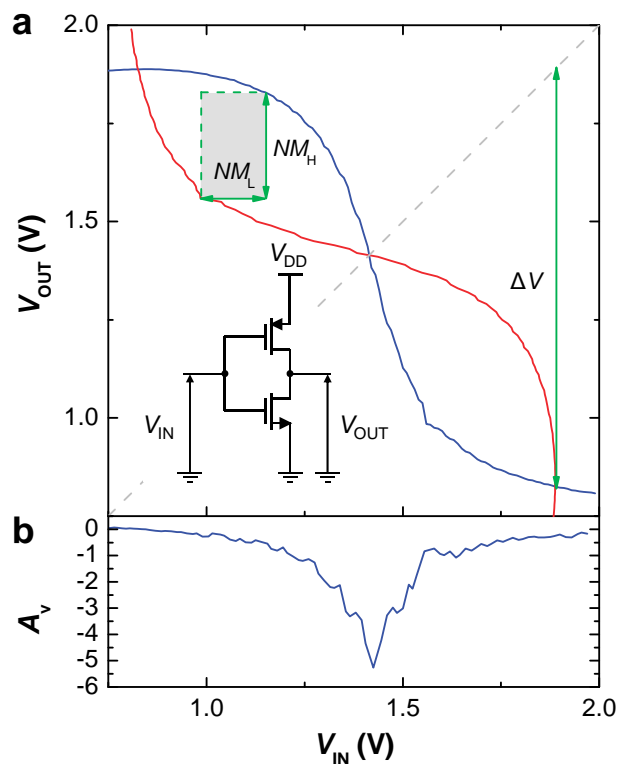 a
2.0
1.5
1.0
V_OUT (V)
NM_L
NM_H
V_DD
V_IN
V_OUT
ΔV
b
0
-1
-2
-3
-4
-5
-6
A_v
1.0
1.5
2.0
V_IN (V)